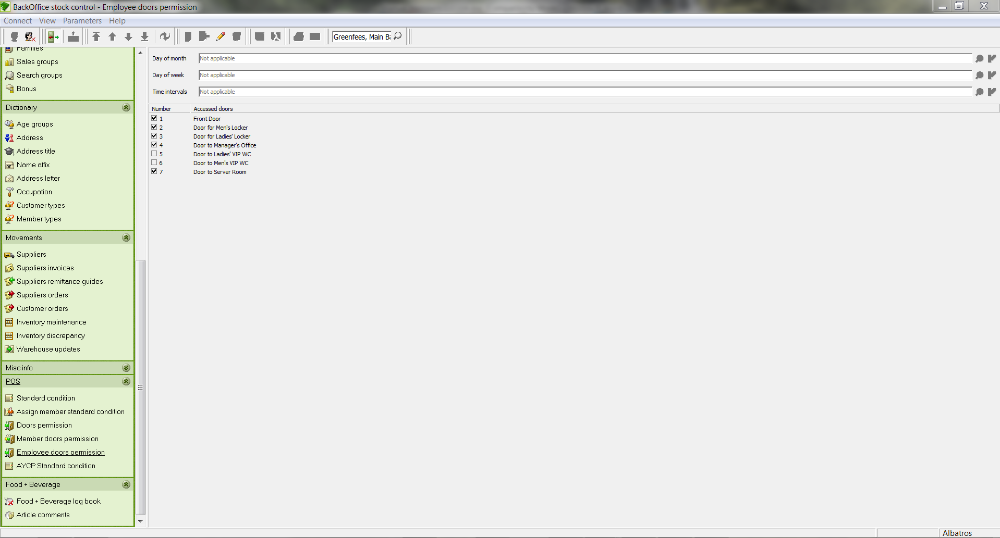 BackOffice stock control - Employee doors permission
Connect View Parameters Help
Greenfees, Main Ba
Families
Sales groups
Search groups
Bonus
Dictionary
Age groups
Address
Address title
DE Name affix
Address letter
Occupation
Customer types
Member types
Movements
Suppliers
Suppliers invoices
Suppliers remittance guides
Suppliers orders
Customer orders
Inventory maintenance
Inventory discrepancy
Warehouse updates
Misc info
POS
Standard condition
Assign member standard condition
Doors permission
Member doors permission
Employee doors permission
AYCP Standard condition
Food + Beverage
Food + Beverage log book
Article comments
Day of month Not applicable
Day of week Not applicable
Time intervals Not applicable
Number Accessed doors
1 Front Door
2 Door for Men's Locker
3 Door for Ladies' Locker
4 Door to Manager's Office
5 Door to Ladies' VIP WC
6 Door to Men's VIP WC
7 Door to Server Room
Albatros